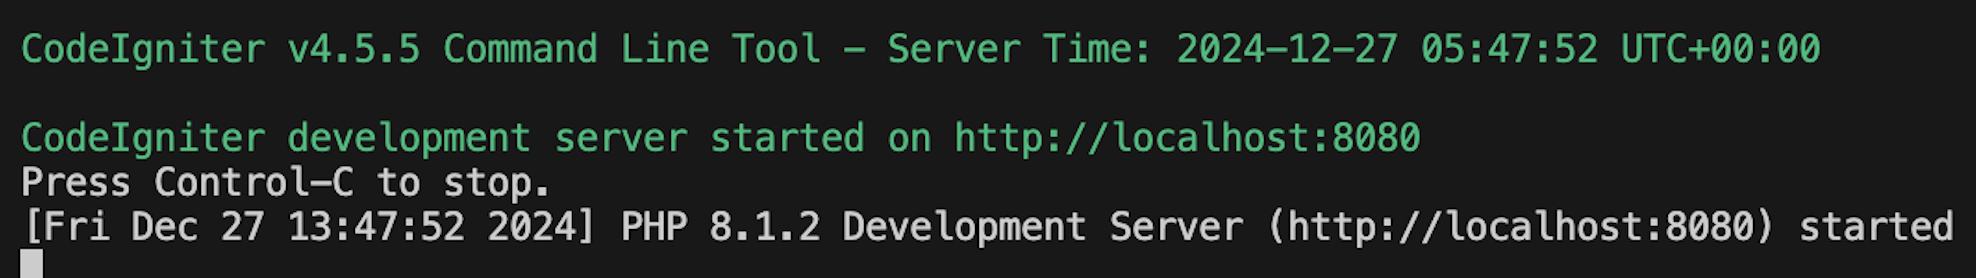 CodeIgniter v4.5.5 Command Line Tool - Server Time: 2024-12-27 05:47:52 UTC+00:00
CodeIgniter development server started on http://localhost:8080
Press Control-C to stop.
[Fri Dec 27 13:47:52 2024] PHP 8.1.2 Development Server (http://localhost:8080) started